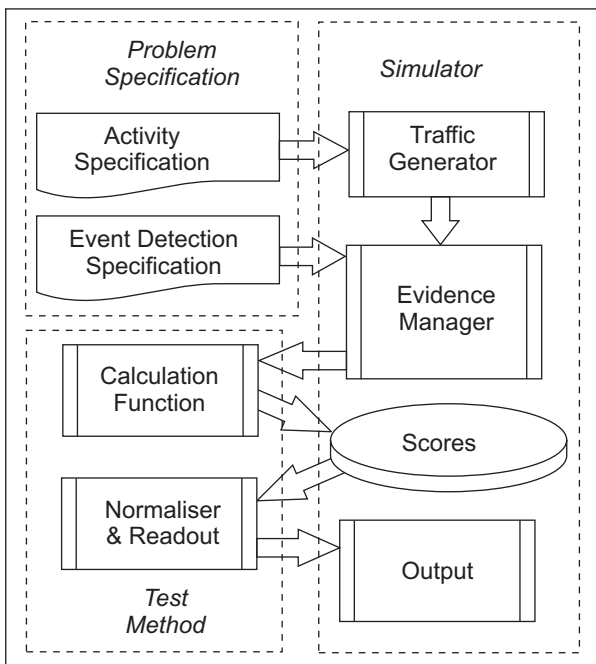 Problem
Specification
Simulator
Activity
Specification
Traffic
Generator
Event Detection
Specification
Evidence
Manager
Calculation
Function
Scores
Normaliser
& Readout
Output
Test
Method